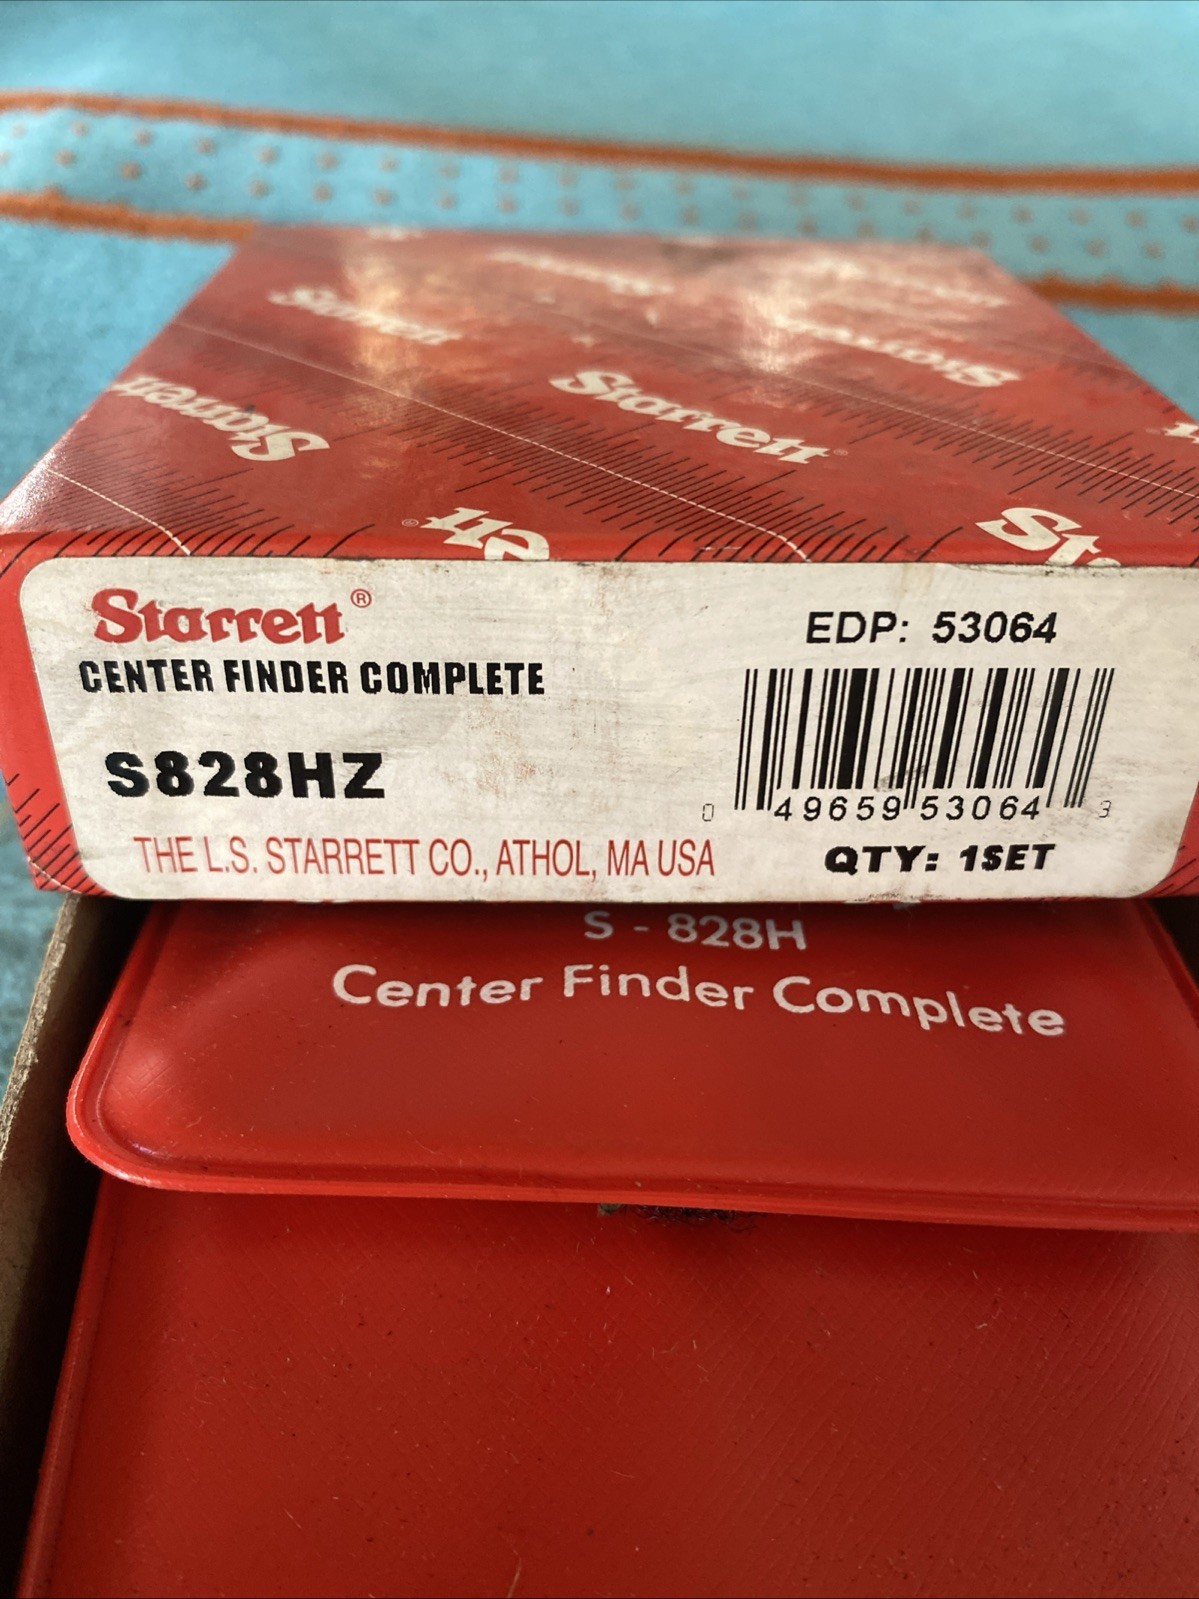 Starrett
Starrett
Starrett
Starrett
Starrett®
CENTER FINDER COMPLETE
S828HZ
THE L.S. STARRETT CO., ATHOL, MA USA
EDP: 53064
0 49659 53064 3
QTY: 1SET
S - 828H
Center Finder Complete